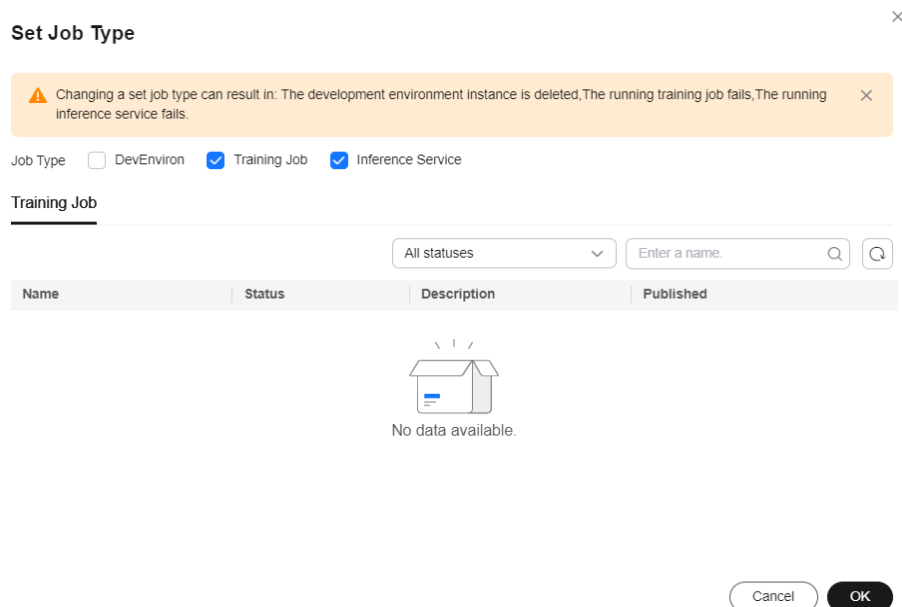 Set Job Type
Changing a set job type can result in: The development environment instance is deleted,The running training job fails,The running
inference service fails.
Job Type DevEnviron Training Job Inference Service
Training Job
All statuses Enter a name.
Name Status Description Published
No data available.
Cancel OK